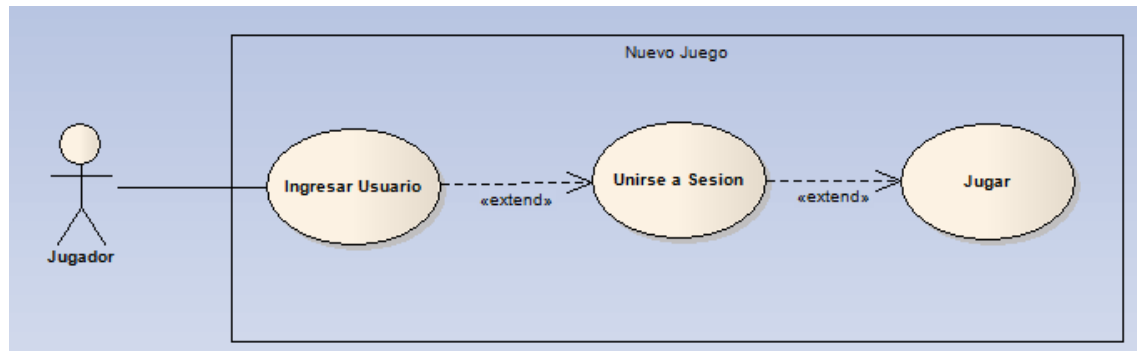 Nuevo Juego
Ingresar Usuario
«extend»
Unirse a Sesion
«extend»
Jugar
Jugador